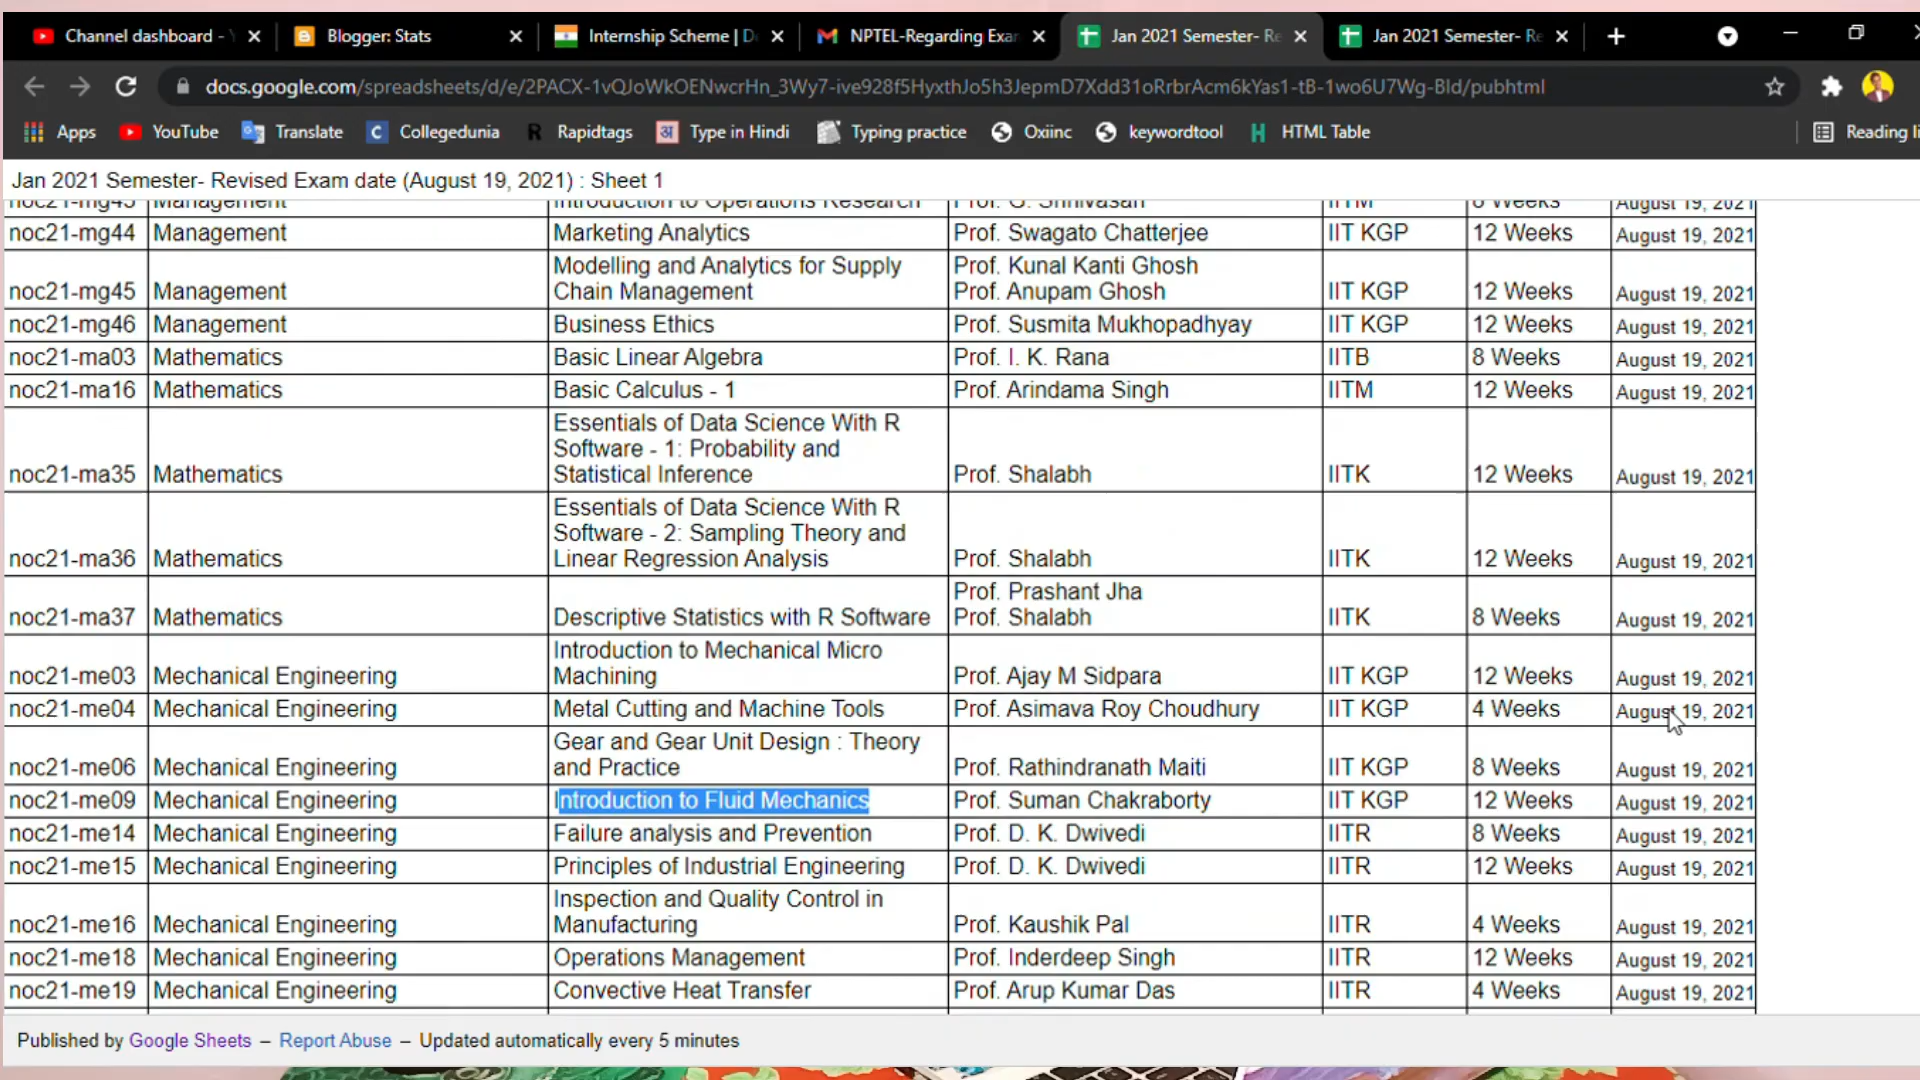 Channel dashboard -
Blogger: Stats
Internship Scheme | D
NPTEL-Regarding Exa
Jan 2021 Semester- Re
Jan 2021 Semester- Re
docs.google.com/spreadsheets/d/e/2PACX-1vQJoWkOENwcrHn_3Wy7-ive928f5HyxthJo5h3JepmD7Xdd31oRrbrAcm6kYas1-tB-1wo6U7Wg-Bld/pubhtml
Apps YouTube Translate C Collegedunia R Rapidtags अ Type in Hindi Typing practice Oxiinc keywordtool H HTML Table Reading li
Jan 2021 Semester- Revised Exam date (August 19, 2021) : Sheet 1
noc21-mg43 Management Introduction to Operations Research Prof. G. Srinivasan IITM 8 Weeks August 19, 2021
noc21-mg44 Management Marketing Analytics Prof. Swagato Chatterjee IIT KGP 12 Weeks August 19, 2021
Modelling and Analytics for Supply Prof. Kunal Kanti Ghosh
noc21-mg45 Management Chain Management Prof. Anupam Ghosh IIT KGP 12 Weeks August 19, 2021
noc21-mg46 Management Business Ethics Prof. Susmita Mukhopadhyay IIT KGP 12 Weeks August 19, 2021
noc21-ma03 Mathematics Basic Linear Algebra Prof. I. K. Rana IITB 8 Weeks August 19, 2021
noc21-ma16 Mathematics Basic Calculus - 1 Prof. Arindama Singh IITM 12 Weeks August 19, 2021
Essentials of Data Science With R
Software - 1: Probability and
noc21-ma35 Mathematics Statistical Inference Prof. Shalabh IITK 12 Weeks August 19, 2021
Essentials of Data Science With R
Software - 2: Sampling Theory and
noc21-ma36 Mathematics Linear Regression Analysis Prof. Shalabh IITK 12 Weeks August 19, 2021
Prof. Prashant Jha
noc21-ma37 Mathematics Descriptive Statistics with R Software Prof. Shalabh IITK 8 Weeks August 19, 2021
Introduction to Mechanical Micro
noc21-me03 Mechanical Engineering Machining Prof. Ajay M Sidpara IIT KGP 12 Weeks August 19, 2021
noc21-me04 Mechanical Engineering Metal Cutting and Machine Tools Prof. Asimava Roy Choudhury IIT KGP 4 Weeks August 19, 2021
Gear and Gear Unit Design : Theory
noc21-me06 Mechanical Engineering and Practice Prof. Rathindranath Maiti IIT KGP 8 Weeks August 19, 2021
noc21-me09 Mechanical Engineering Introduction to Fluid Mechanics Prof. Suman Chakraborty IIT KGP 12 Weeks August 19, 2021
noc21-me14 Mechanical Engineering Failure analysis and Prevention Prof. D. K. Dwivedi IITR 8 Weeks August 19, 2021
noc21-me15 Mechanical Engineering Principles of Industrial Engineering Prof. D. K. Dwivedi IITR 12 Weeks August 19, 2021
Inspection and Quality Control in
noc21-me16 Mechanical Engineering Manufacturing Prof. Kaushik Pal IITR 4 Weeks August 19, 2021
noc21-me18 Mechanical Engineering Operations Management Prof. Inderdeep Singh IITR 12 Weeks August 19, 2021
noc21-me19 Mechanical Engineering Convective Heat Transfer Prof. Arup Kumar Das IITR 4 Weeks August 19, 2021
Published by Google Sheets – Report Abuse – Updated automatically every 5 minutes